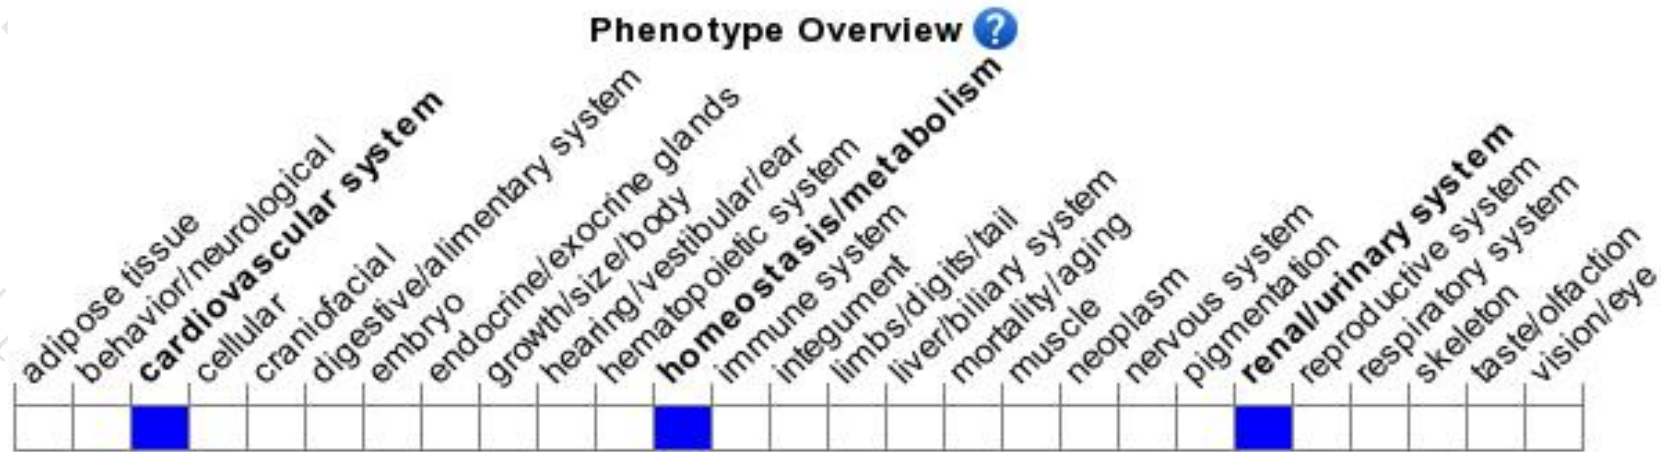 Phenotype Overview ?
adipose tissue
behavior/neurological
cardiovascular system
cellular
craniofacial
digestive/alimentary system
embryo
endocrine/exocrine glands
growth/size/body
hearing/vestibular/ear
hematopoietic system
homeostasis/metabolism
immune system
integument
limbs/digits/tail
liver/biliary system
mortality/aging
muscle
neoplasm
nervous system
pigmentation
renal/urinary system
reproductive system
respiratory system
skeleton
taste/olfaction
vision/eye